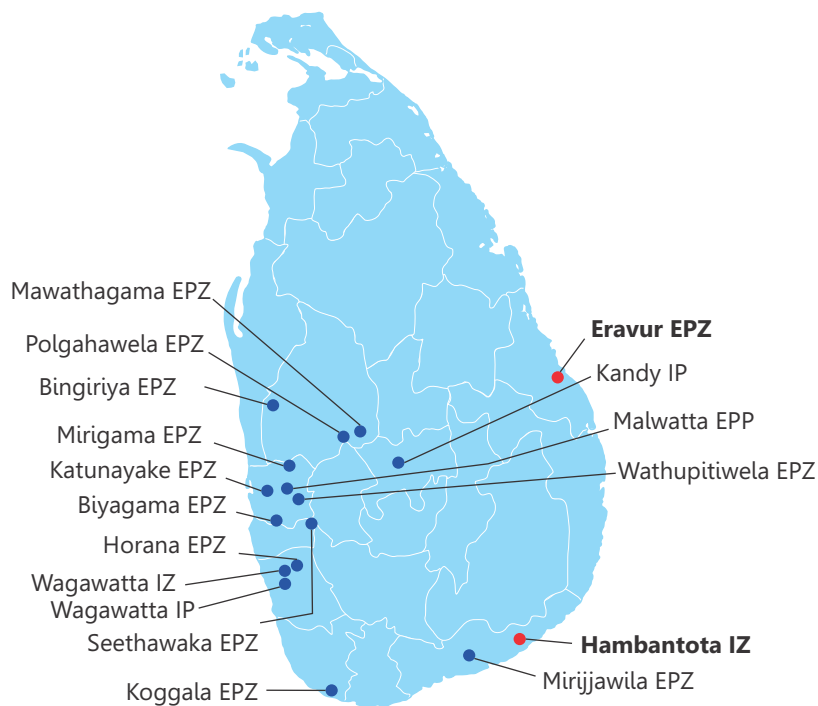 Mawathagama EPZ
Polgahawela EPZ
Bingiriya EPZ
Mirigama EPZ
Katunayake EPZ
Biyagama EPZ
Horana EPZ
Wagawatta IZ
Wagawatta IP
Seethawaka EPZ
Koggala EPZ
Eravur EPZ
Kandy IP
Malwatta EPP
Wathupitiwela EPZ
Hambantota IZ
Mirijjawila EPZ